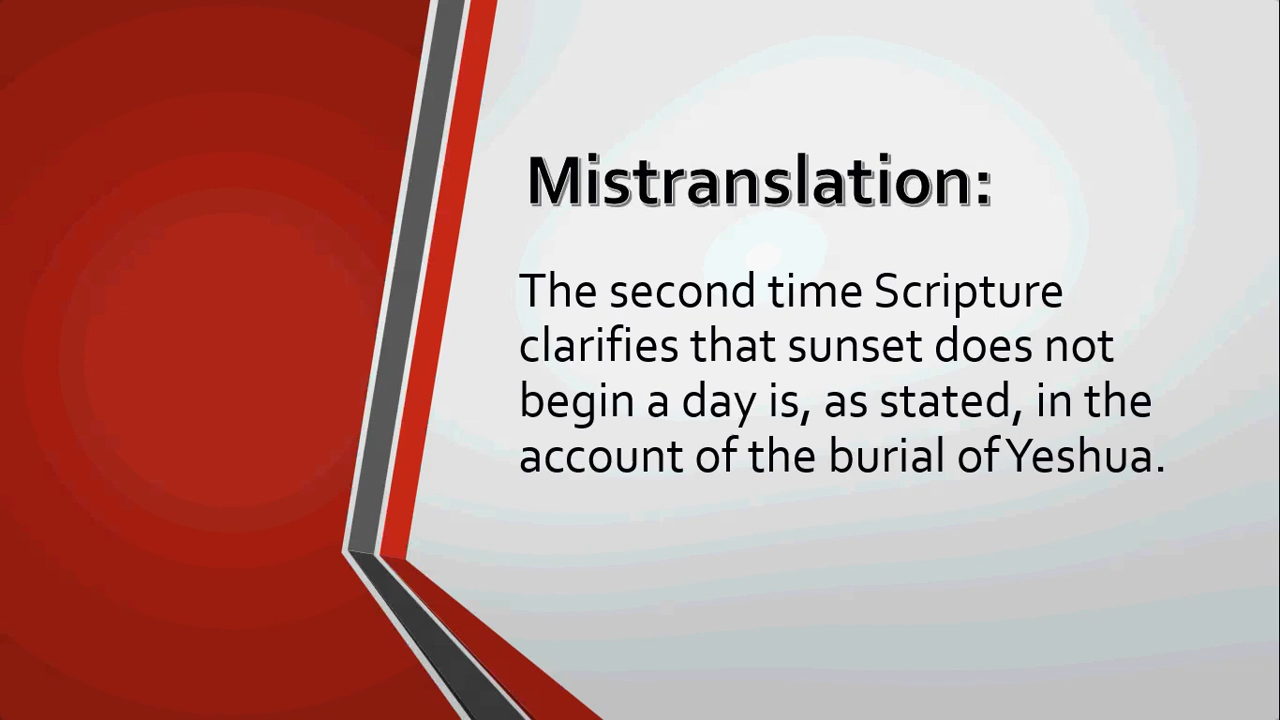 Mistranslation:
The second time Scripture
clarifies that sunset does not
begin a day is, as stated, in the
account of the burial of Yeshua.